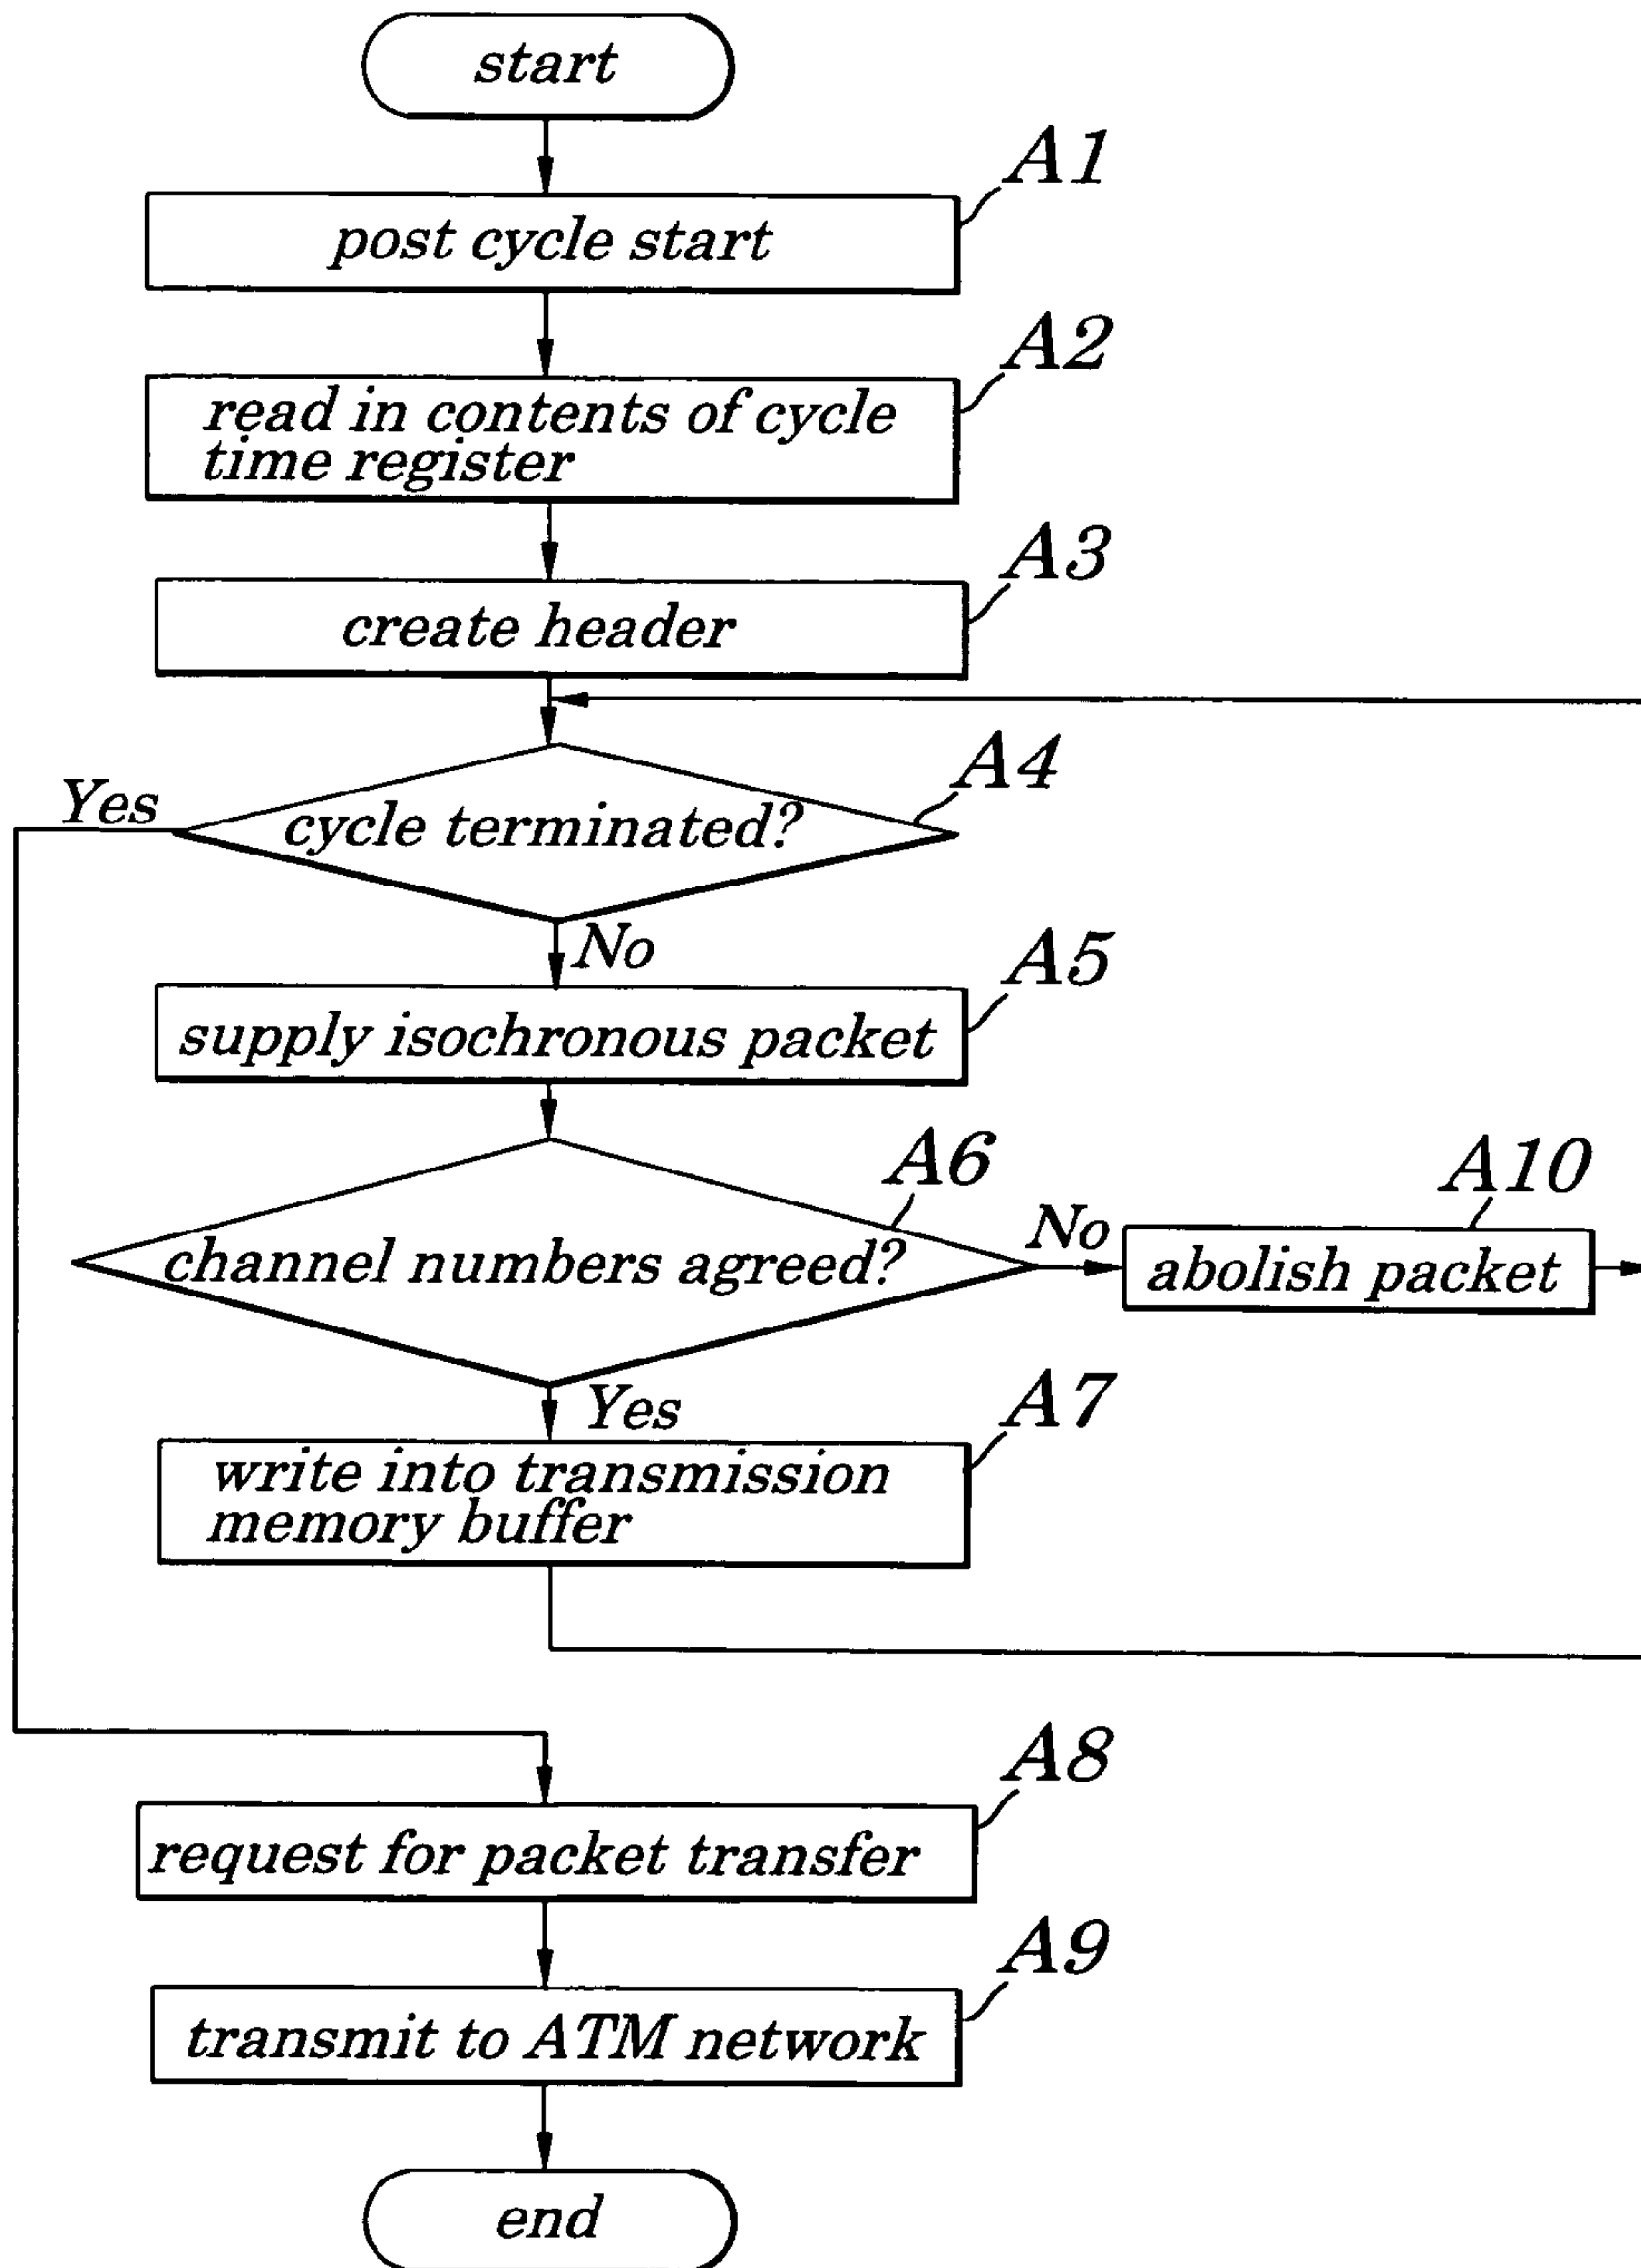 start
A1
post cycle start
A2
read in contents of cycle
time register
A3
create header
A4
Yes
cycle terminated?
No
A5
supply isochronous packet
A6
A10
No
channel numbers agreed?
abolish packet
A7
Yes
write into transmission
memory buffer
A8
request for packet transfer
A9
transmit to ATM network
end